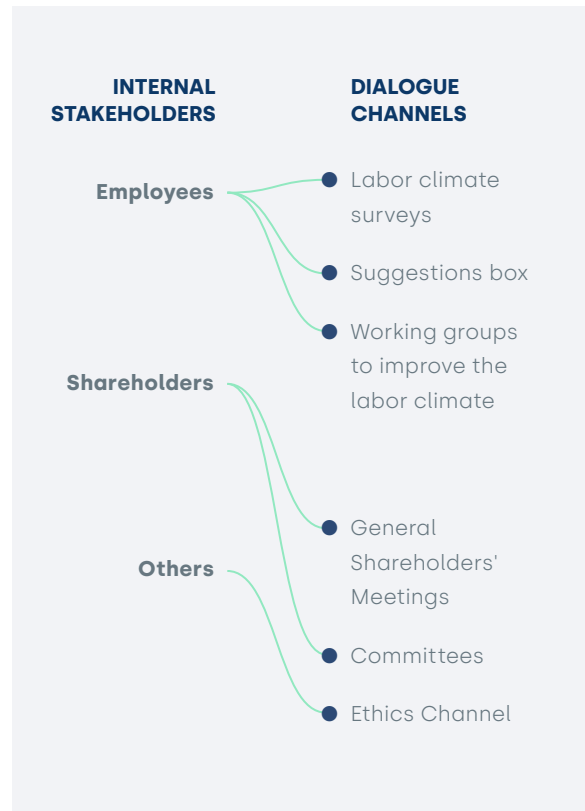 INTERNAL
STAKEHOLDERS
DIALOGUE
CHANNELS
Employees
Labor climate
surveys
Suggestions box
Working groups
to improve the
labor climate
Shareholders
General
Shareholders'
Meetings
Committees
Others
Ethics Channel